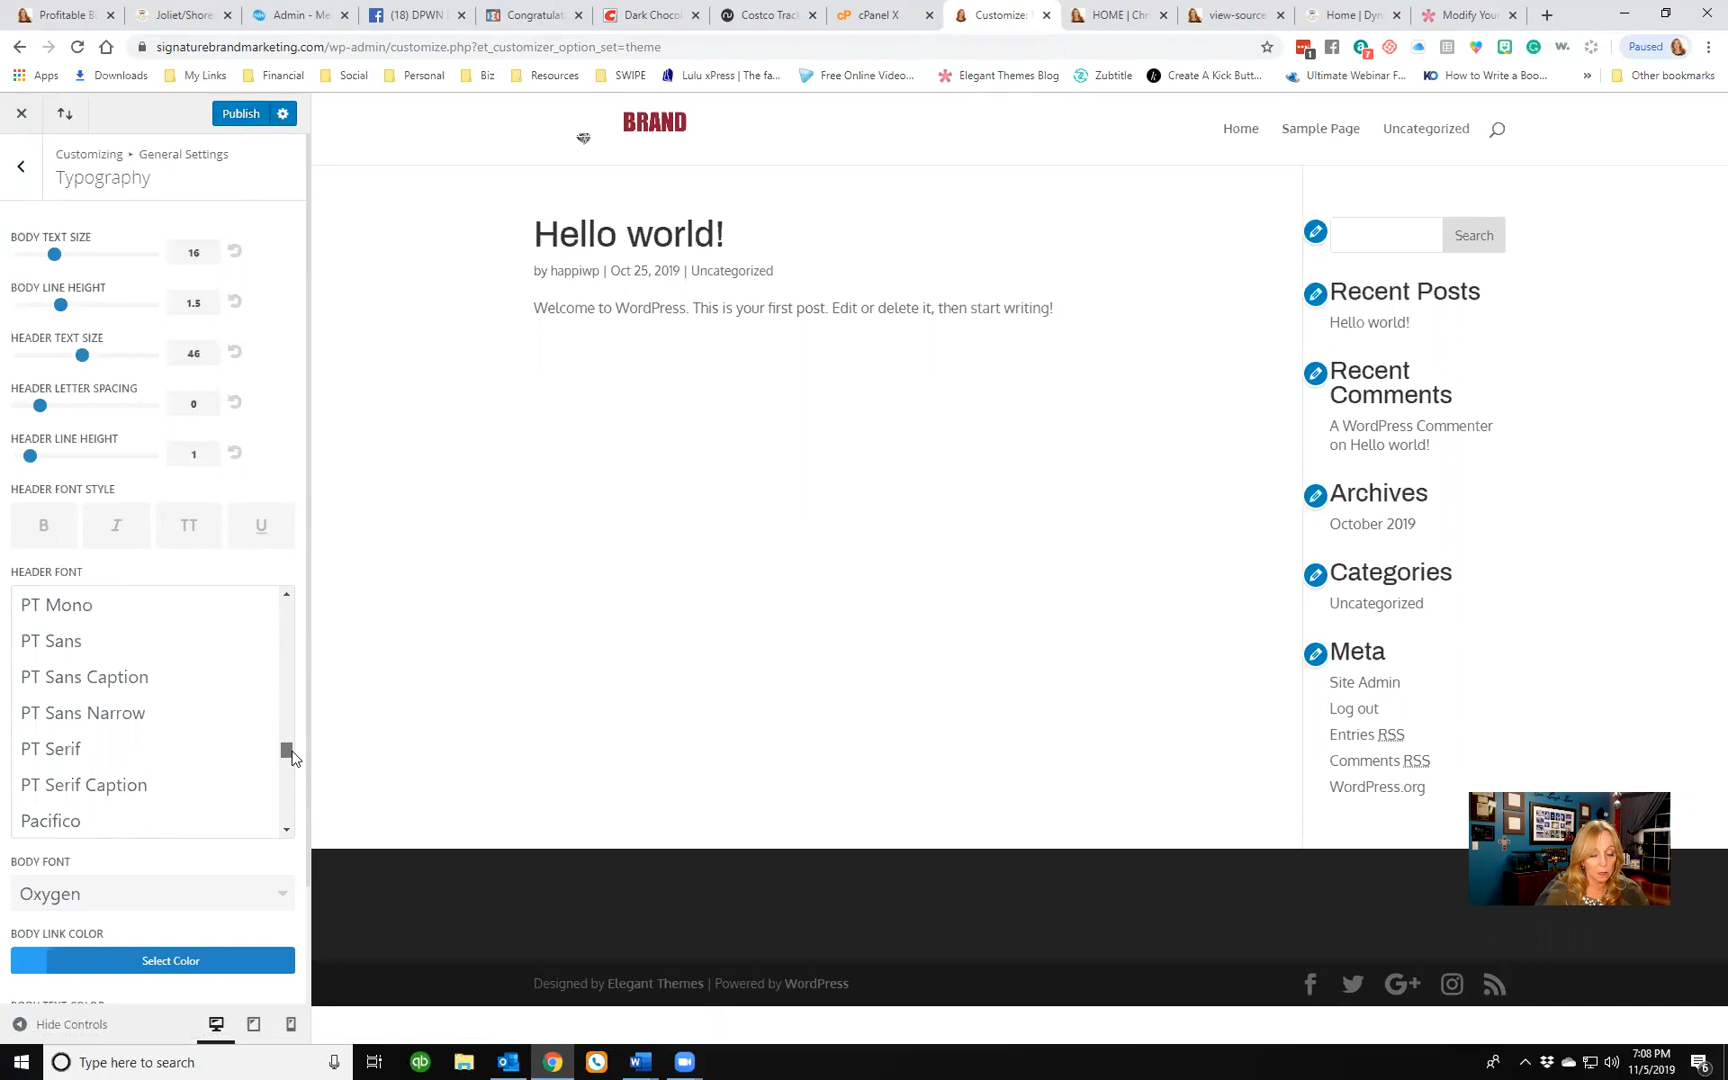 Profitable B
Joliet/Shore
Admin - Me
(18) DPWN
Congratulat
Dark Choco
Costco Track
cPanel X
Customize:
HOME | Chri
view-source
Home | Dyn
Modify You
signaturebrandmarketing.com/wp-admin/customize.php?et_customizer_option_set=theme
Paused
Apps
Downloads
My Links
Financial
Social
Personal
Biz
Resources
SWIPE
Lulu xPress | The fa...
Free Online Video...
Elegant Themes Blog
Zubtitle
Create A Kick Butt...
Ultimate Webinar F...
How to Write a Boo...
»
Other bookmarks
Publish
Customizing ▸ General Settings
Typography
BODY TEXT SIZE
16
BODY LINE HEIGHT
1.5
HEADER TEXT SIZE
46
HEADER LETTER SPACING
0
HEADER LINE HEIGHT
1
HEADER FONT STYLE
B I TT U
HEADER FONT
PT Mono
PT Sans
PT Sans Caption
PT Sans Narrow
PT Serif
PT Serif Caption
Pacifico
BODY FONT
Oxygen
BODY LINK COLOR
Select Color
Hide Controls
BRAND
Home Sample Page Uncategorized
Hello world!
by happiwp | Oct 25, 2019 | Uncategorized
Welcome to WordPress. This is your first post. Edit or delete it, then start writing!
Search
Recent Posts
Hello world!
Recent
Comments
A WordPress Commenter
on Hello world!
Archives
October 2019
Categories
Uncategorized
Meta
Site Admin
Log out
Entries RSS
Comments RSS
WordPress.org
Designed by Elegant Themes | Powered by WordPress
Type here to search
7:08 PM
11/5/2019
6